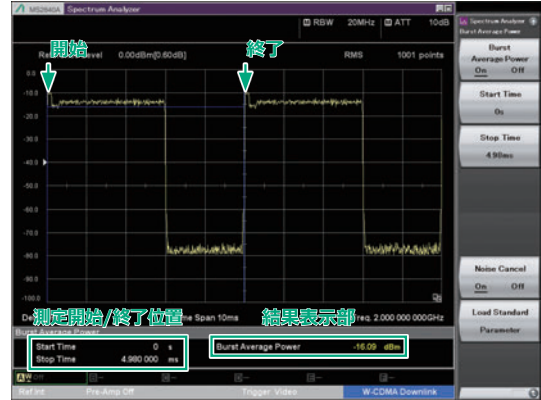 MS2840A Spectrum Analyzer
RBW 20MHz ATT 10dB
Level 0.00dBm[0.60dB] RMS 1001 points
開始
終了
0.0
-10.0
-20.0
-30.0
-40.0
-50.0
-60.0
-70.0
-80.0
-90.0
-100.0
測定開始/終了位置
結果表示部
Time Span 10ms
Freq. 2.000 000 000GHz
Burst Average Power
Start Time 0 s
Stop Time 4.980 000 ms
Burst Average Power -16.09 dBm
Ref.Int Pre-Amp Off Trigger Video W-CDMA Downlink
Spectrum Analyzer
Burst Average Power
Burst
Average Power
On Off
Start Time
0s
Stop Time
4.98ms
Noise Cancel
On Off
Load Standard
Parameter